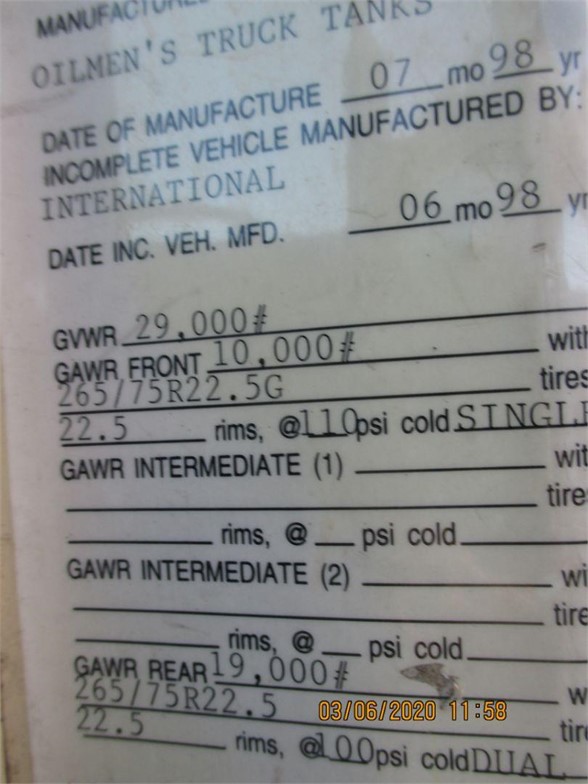 MANUFACTURED
OILMEN'S TRUCK TANKS
DATE OF MANUFACTURE 07 mo 98 yr
INCOMPLETE VEHICLE MANUFACTURED BY:
INTERNATIONAL
DATE INC. VEH. MFD. 06 mo 98 yr
GVWR 29,000#
GAWR FRONT 10,000# with
265/75R22.5G tires
22.5 rims, @ 110 psi cold SINGLE
GAWR INTERMEDIATE (1) wit
tire
rims, @ psi cold
GAWR INTERMEDIATE (2) wi
tire
rims, @ psi cold
GAWR REAR 19,000# w
265/75R22.5 tire
22.5 rims, @ 100 psi cold DUAL
03/06/2020 11:58